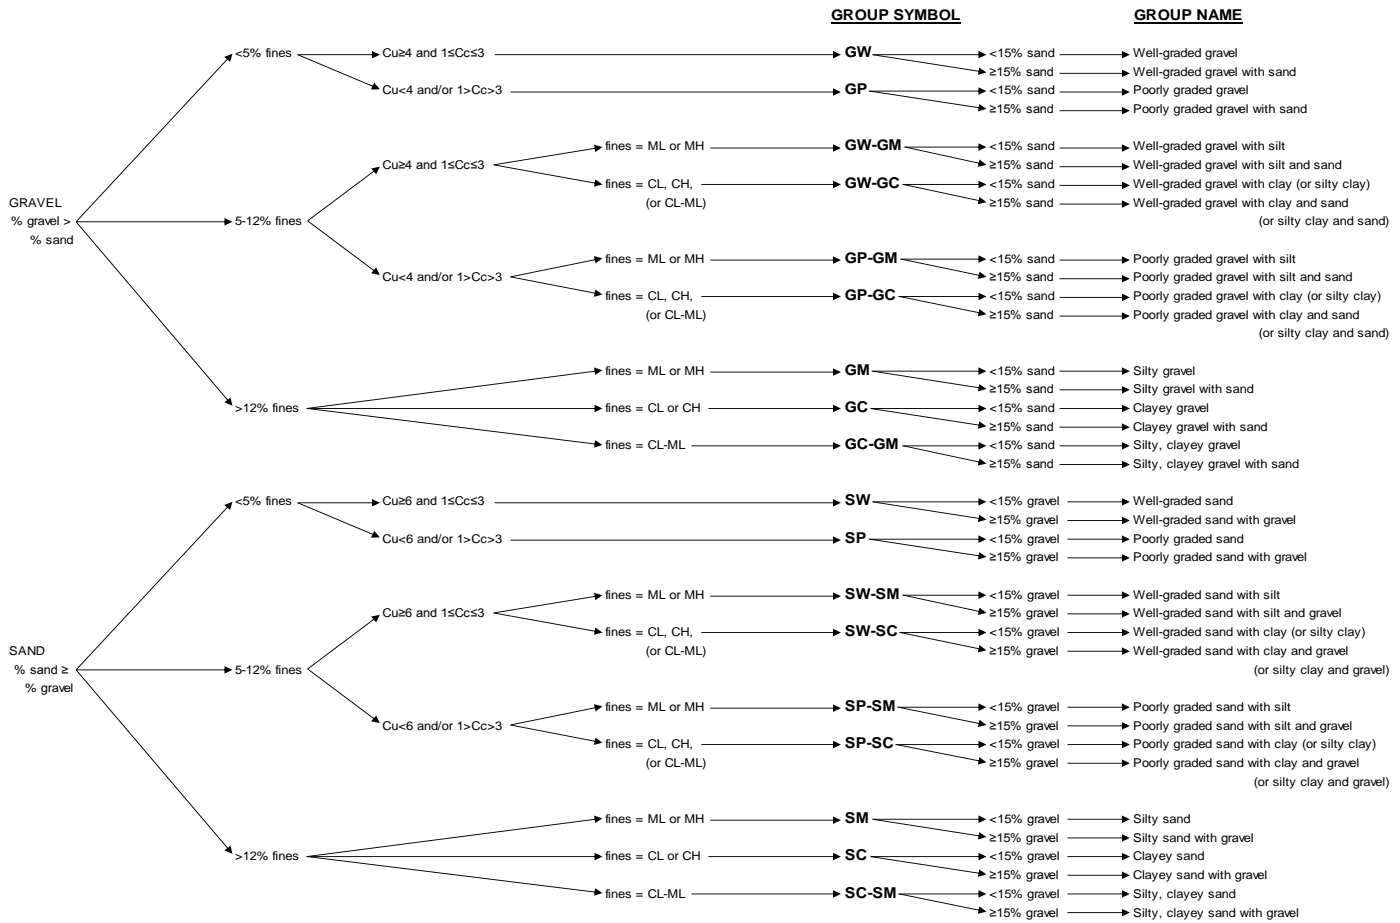 GROUP SYMBOL GROUP NAME
<5% fines Cu≥4 and 1≤Cc≤3 GW <15% sand Well-graded gravel
≥15% sand Well-graded gravel with sand
Cu<4 and/or 1>Cc>3 GP <15% sand Poorly graded gravel
≥15% sand Poorly graded gravel with sand
fines = ML or MH GW-GM <15% sand Well-graded gravel with silt
Cu≥4 and 1≤Cc≤3 ≥15% sand Well-graded gravel with silt and sand
fines = CL, CH, GW-GC <15% sand Well-graded gravel with clay (or silty clay)
GRAVEL (or CL-ML) ≥15% sand Well-graded gravel with clay and sand
% gravel > 5-12% fines (or silty clay and sand)
% sand
fines = ML or MH GP-GM <15% sand Poorly graded gravel with silt
Cu<4 and/or 1>Cc>3 ≥15% sand Poorly graded gravel with silt and sand
fines = CL, CH, GP-GC <15% sand Poorly graded gravel with clay (or silty clay)
(or CL-ML) ≥15% sand Poorly graded gravel with clay and sand
(or silty clay and sand)
fines = ML or MH GM <15% sand Silty gravel
≥15% sand Silty gravel with sand
>12% fines fines = CL or CH GC <15% sand Clayey gravel
≥15% sand Clayey gravel with sand
fines = CL-ML GC-GM <15% sand Silty, clayey gravel
≥15% sand Silty, clayey gravel with sand
<5% fines Cu≥6 and 1≤Cc≤3 SW <15% gravel Well-graded sand
≥15% gravel Well-graded sand with gravel
Cu<6 and/or 1>Cc>3 SP <15% gravel Poorly graded sand
≥15% gravel Poorly graded sand with gravel
fines = ML or MH SW-SM <15% gravel Well-graded sand with silt
Cu≥6 and 1≤Cc≤3 ≥15% gravel Well-graded sand with silt and gravel
fines = CL, CH, SW-SC <15% gravel Well-graded sand with clay (or silty clay)
SAND (or CL-ML) ≥15% gravel Well-graded sand with clay and gravel
% sand ≥ 5-12% fines (or silty clay and gravel)
% gravel
fines = ML or MH SP-SM <15% gravel Poorly graded sand with silt
Cu<6 and/or 1>Cc>3 ≥15% gravel Poorly graded sand with silt and gravel
fines = CL, CH, SP-SC <15% gravel Poorly graded sand with clay (or silty clay)
(or CL-ML) ≥15% gravel Poorly graded sand with clay and gravel
(or silty clay and gravel)
fines = ML or MH SM <15% gravel Silty sand
≥15% gravel Silty sand with gravel
>12% fines fines = CL or CH SC <15% gravel Clayey sand
≥15% gravel Clayey sand with gravel
fines = CL-ML SC-SM <15% gravel Silty, clayey sand
≥15% gravel Silty, clayey sand with gravel